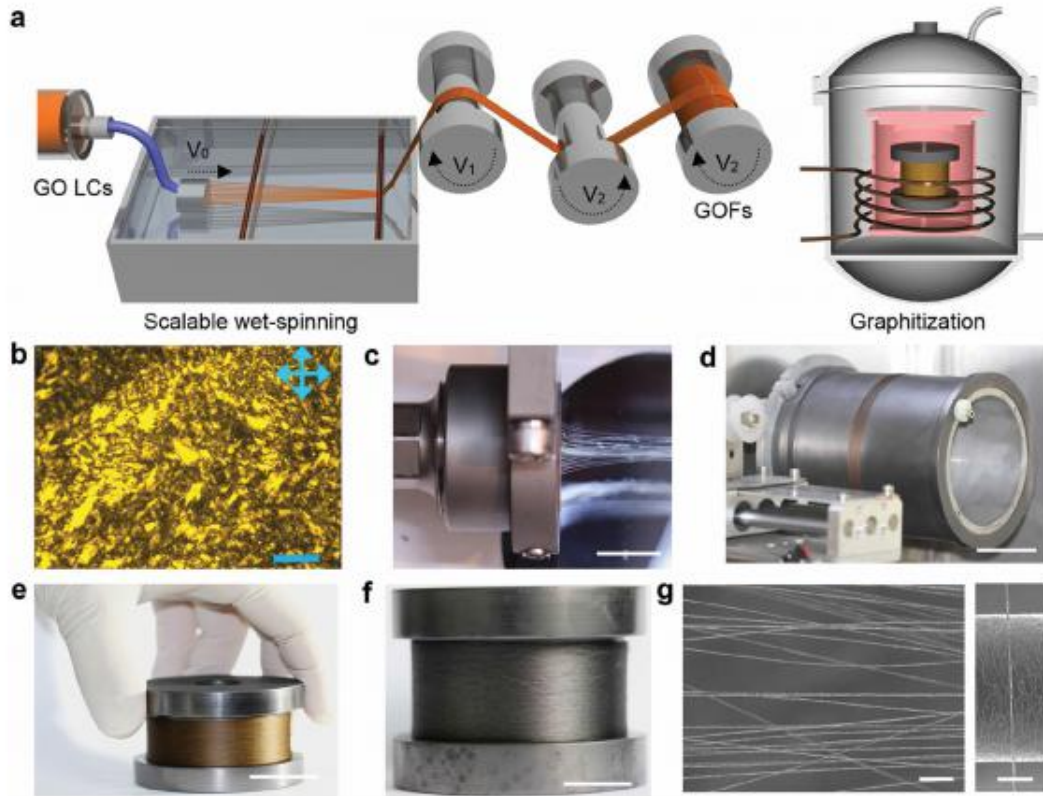 a
GO LCs
V₀
V₁
V₂
V₂
GOFs
Scalable wet-spinning
Graphitization
b
c
d
e
f
g